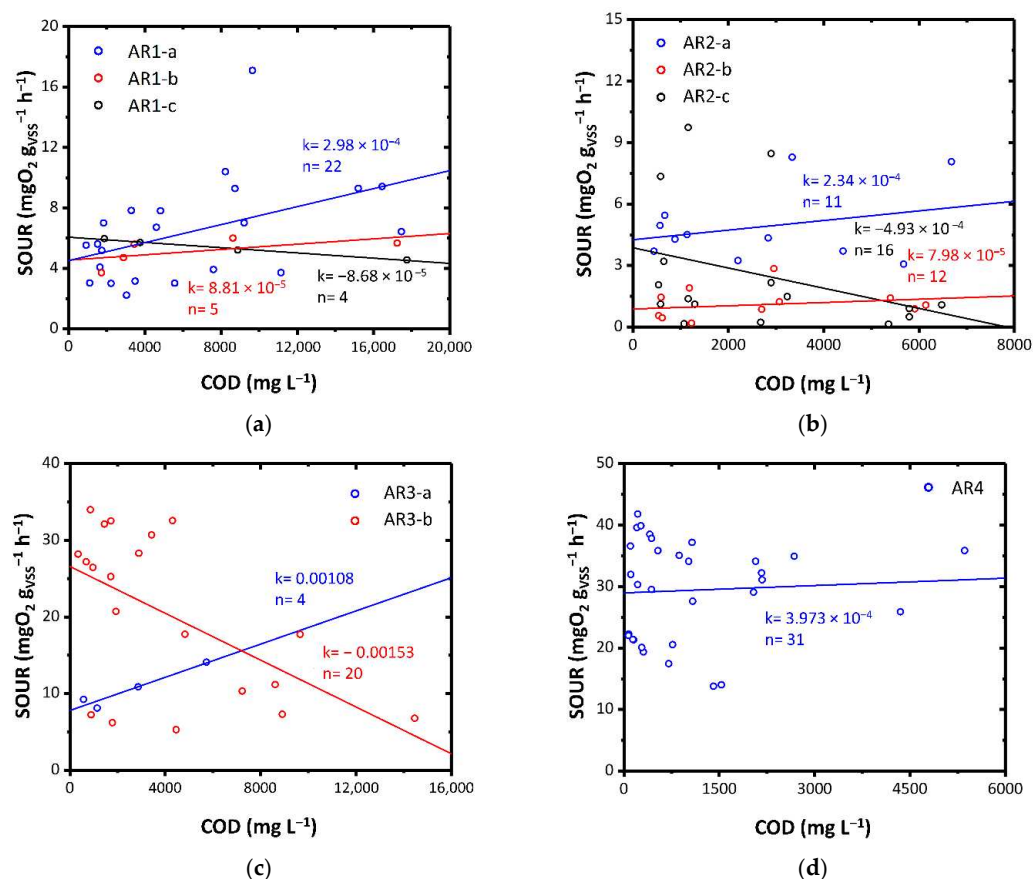 20
16
12
8
4
0
SOUR (mgO₂ gᵥₛₛ⁻¹ h⁻¹)
AR1-a
AR1-b
AR1-c
k= 2.98 × 10⁻⁴
n= 22
k= 8.81 × 10⁻⁵
n= 5
k= −8.68 × 10⁻⁵
n= 4
0 4000 8000 12,000 16,000 20,000
COD (mg L⁻¹)
(a)
15
12
9
6
3
0
SOUR (mgO₂ gᵥₛₛ⁻¹ h⁻¹)
AR2-a
AR2-b
AR2-c
k= 2.34 × 10⁻⁴
n= 11
k= −4.93 × 10⁻⁴
n= 16
k= 7.98 × 10⁻⁵
n= 12
0 2000 4000 6000 8000
COD (mg L⁻¹)
(b)
40
30
20
10
0
SOUR (mgO₂ gᵥₛₛ⁻¹ h⁻¹)
AR3-a
AR3-b
k= 0.00108
n= 4
k= − 0.00153
n= 20
0 4000 8000 12,000 16,000
COD (mg L⁻¹)
(c)
50
40
30
20
10
0
SOUR (mgO₂ gᵥₛₛ⁻¹ h⁻¹)
AR4
k= 3.973 × 10⁻⁴
n= 31
0 1500 3000 4500 6000
COD (mg L⁻¹)
(d)